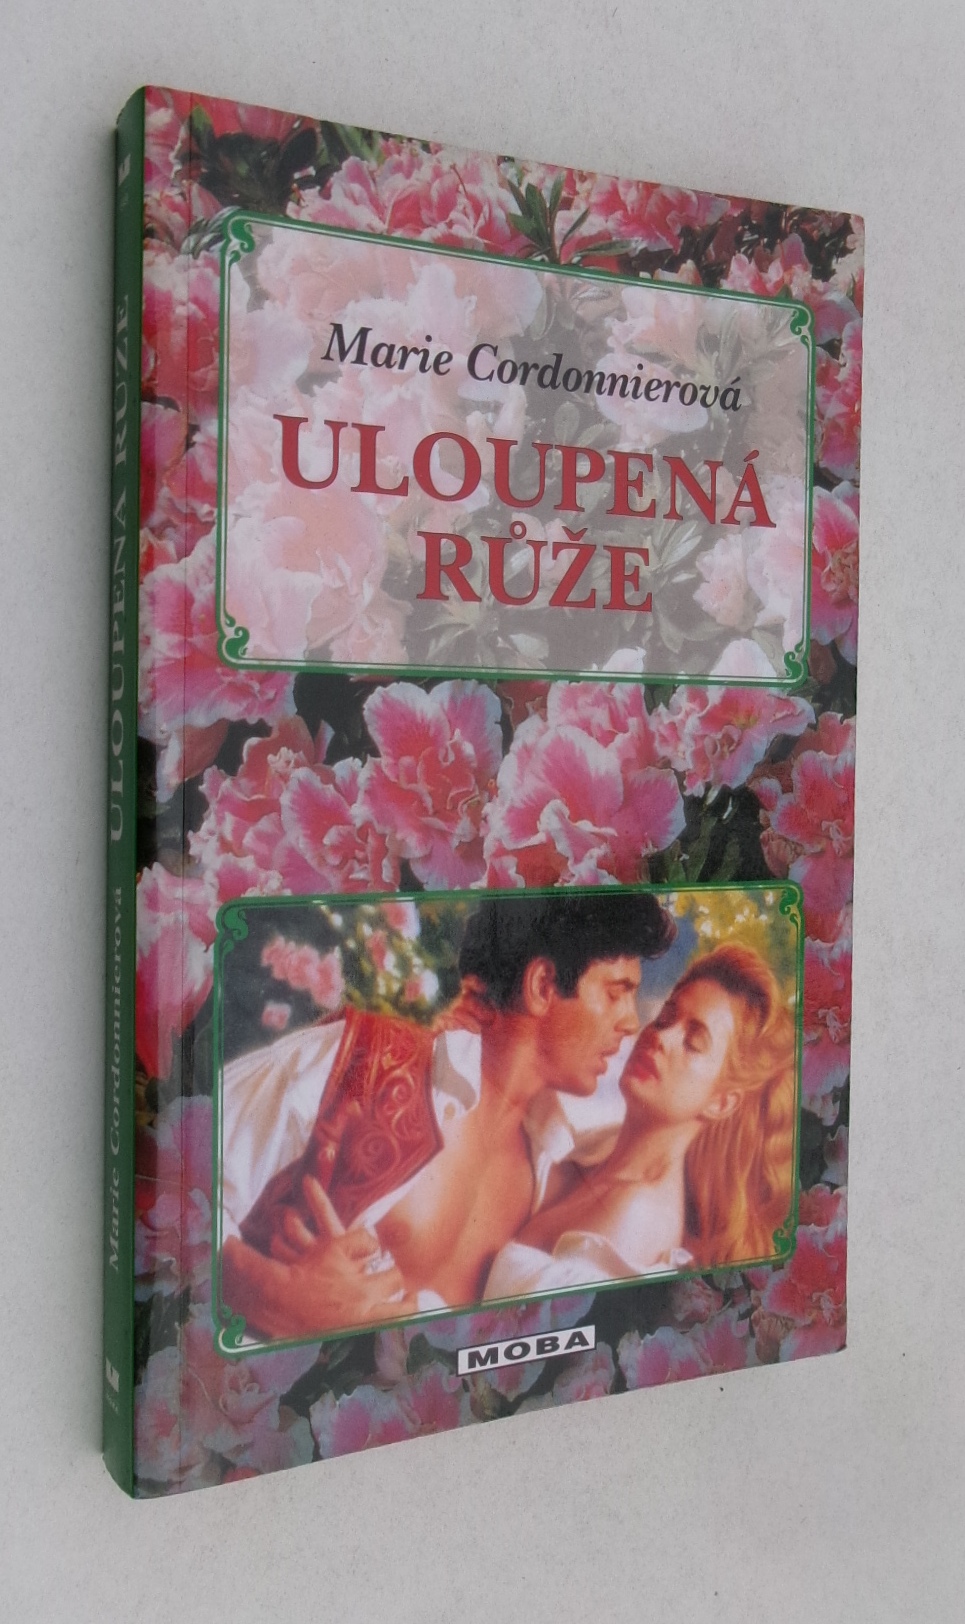 Marie Cordonnierová
ULOUPENÁ
RŮŽE
MOBA
Marie Cordonnierová ULOUPENÁ RŮŽE